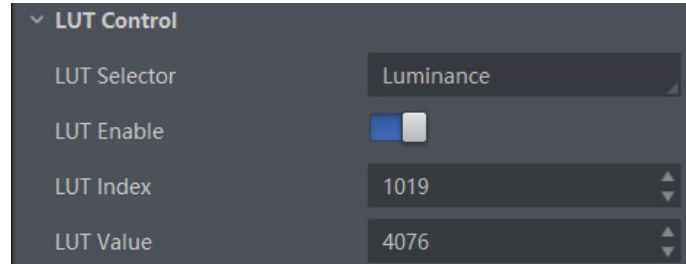 LUT Control
LUT Selector Luminance
LUT Enable
LUT Index 1019
LUT Value 4076